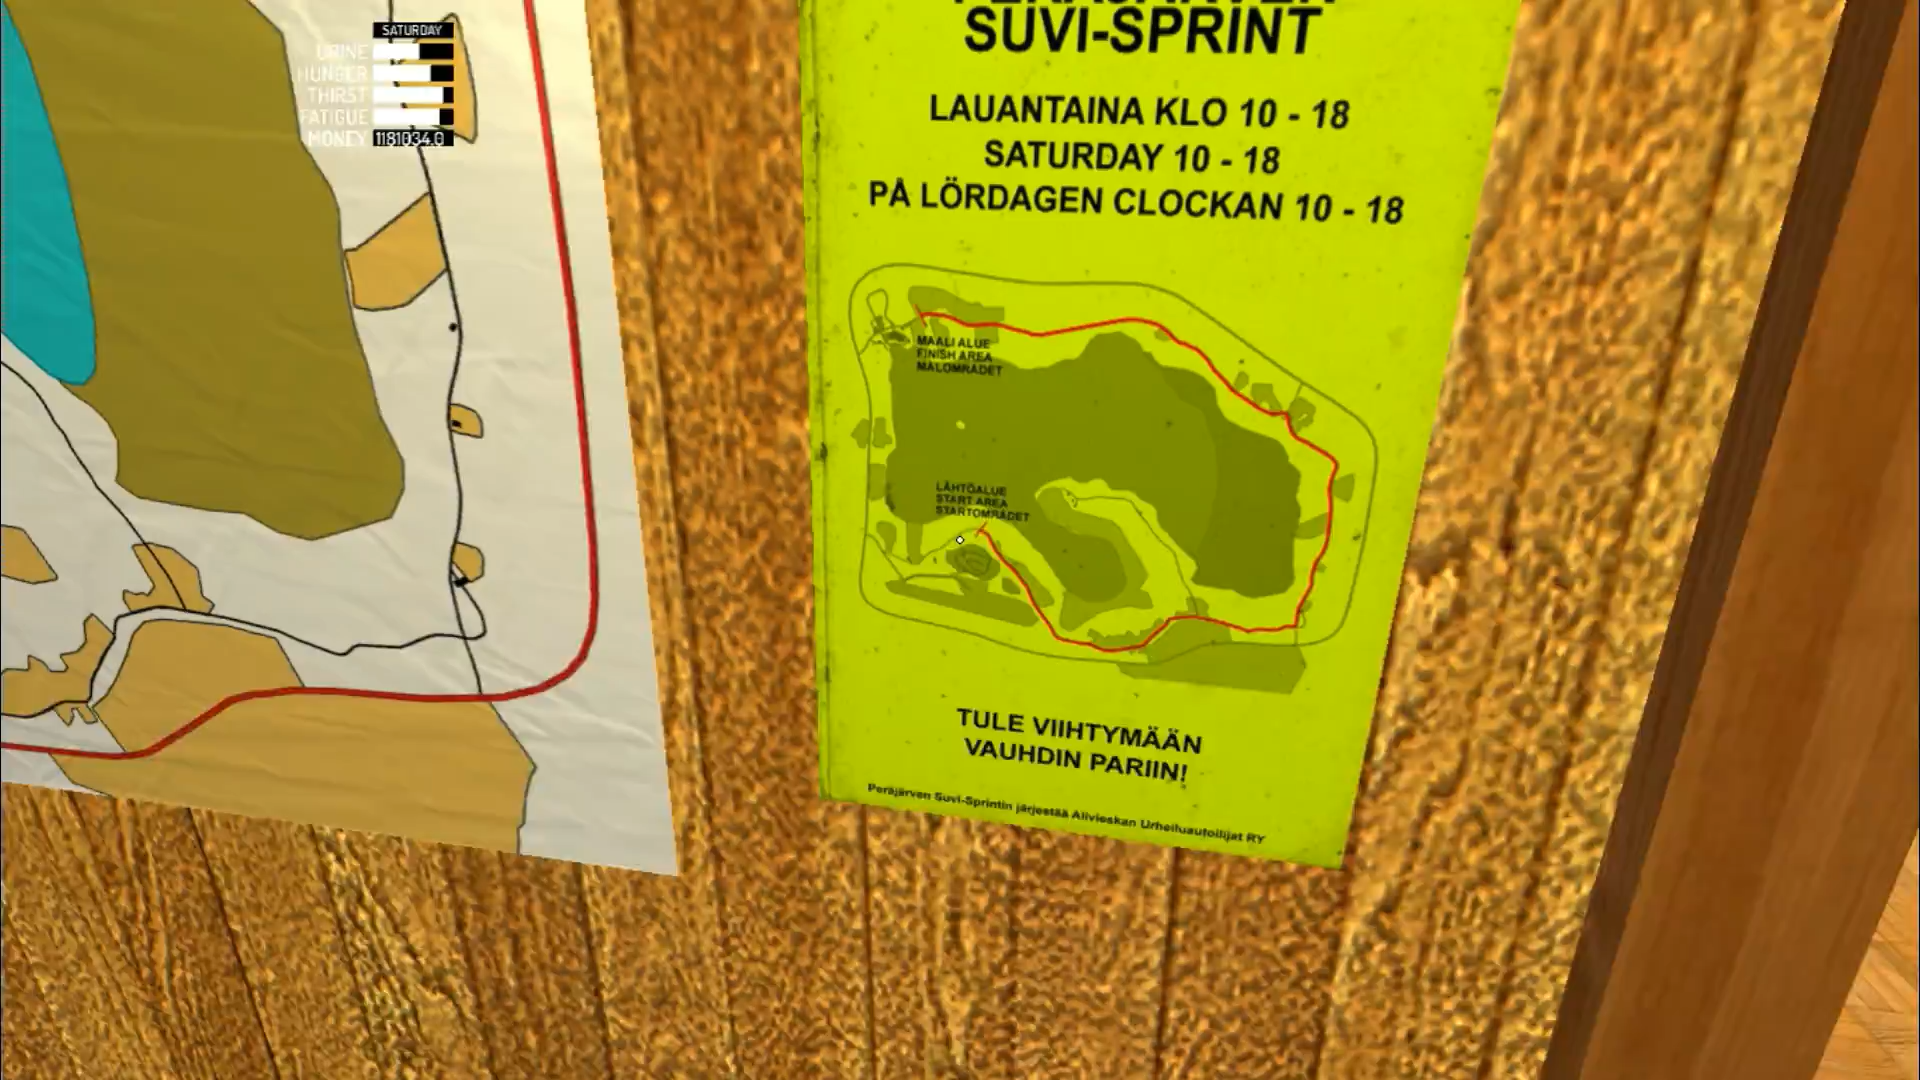 SATURDAY
URINE
HUNGER
THIRST
FATIGUE
MONEY 1181034.0
SUVI-SPRINT
LAUANTAINA KLO 10 - 18
SATURDAY 10 - 18
PÅ LÖRDAGEN CLOCKAN 10 - 18
MAALI ALUE
FINISH AREA
MÅLOMRÅDET
LÄHTÖALUE
START AREA
STARTOMRÅDET
TULE VIIHTYMÄÄN
VAUHDIN PARIIN!
Peräjärven Suvi-Sprintin järjestää Alivieskan Urheiluautoilijat RY